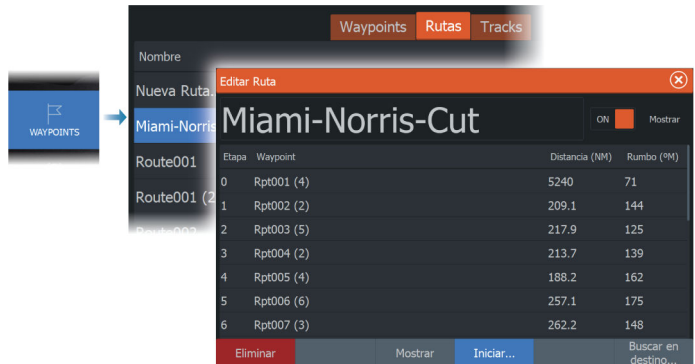 Waypoints Rutas Tracks
Nombre
Nueva Ruta.
Miami-Norris
Route001
Route001 (2
WAYPOINTS
Editar Ruta
Miami-Norris-Cut
ON Mostrar
Etapa Waypoint Distancia (NM) Rumbo (ºM)
0 Rpt001 (4) 5240 71
1 Rpt002 (2) 209.1 144
2 Rpt003 (5) 217.9 125
3 Rpt004 (2) 213.7 139
4 Rpt005 (4) 188.2 162
5 Rpt006 (6) 257.1 175
6 Rpt007 (3) 262.2 148
Eliminar Mostrar Iniciar... Buscar en
destino...